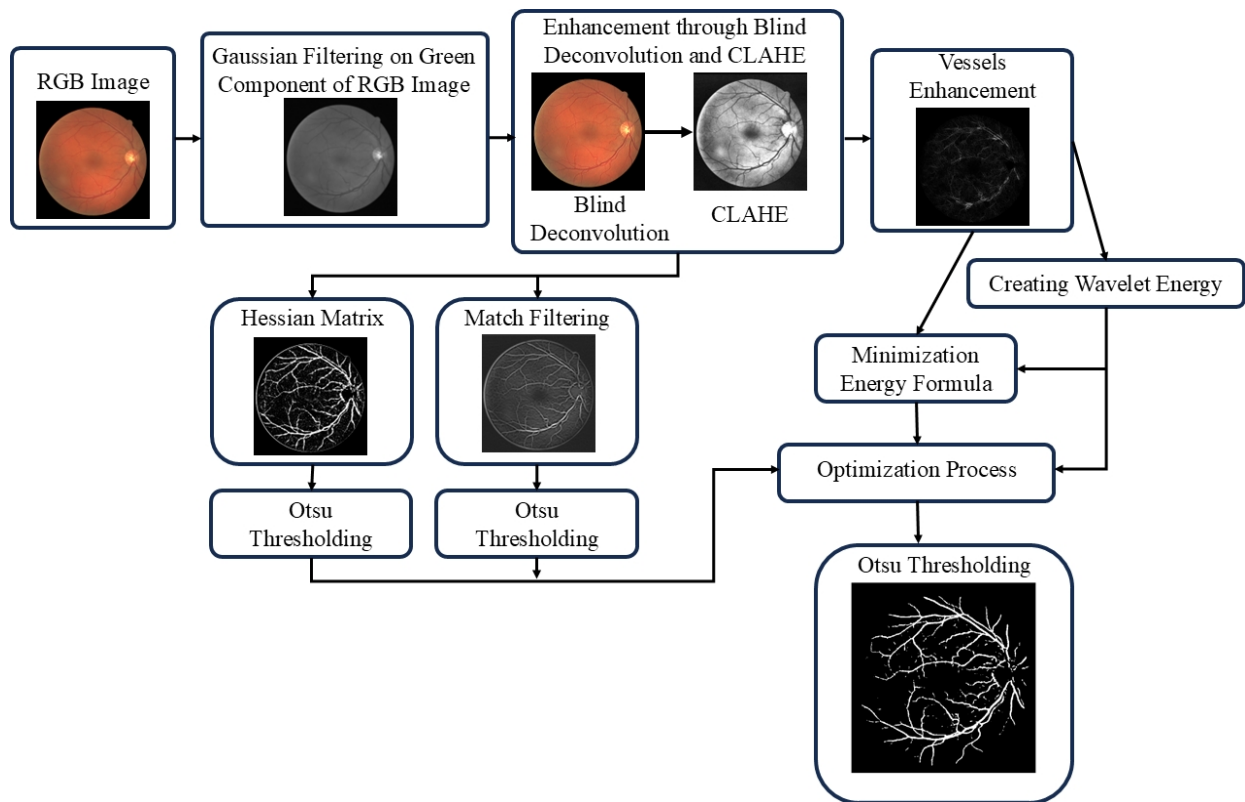 RGB Image
Gaussian Filtering on Green
Component of RGB Image
Enhancement through Blind
Deconvolution and CLAHE
Blind
Deconvolution
CLAHE
Vessels
Enhancement
Creating Wavelet Energy
Hessian Matrix
Match Filtering
Minimization
Energy Formula
Otsu
Thresholding
Otsu
Thresholding
Optimization Process
Otsu Thresholding